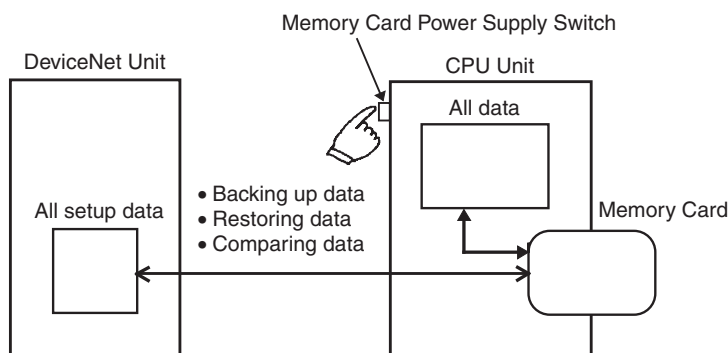 Memory Card Power Supply Switch
DeviceNet Unit
CPU Unit
All data
• Backing up data
• Restoring data
• Comparing data
All setup data
Memory Card